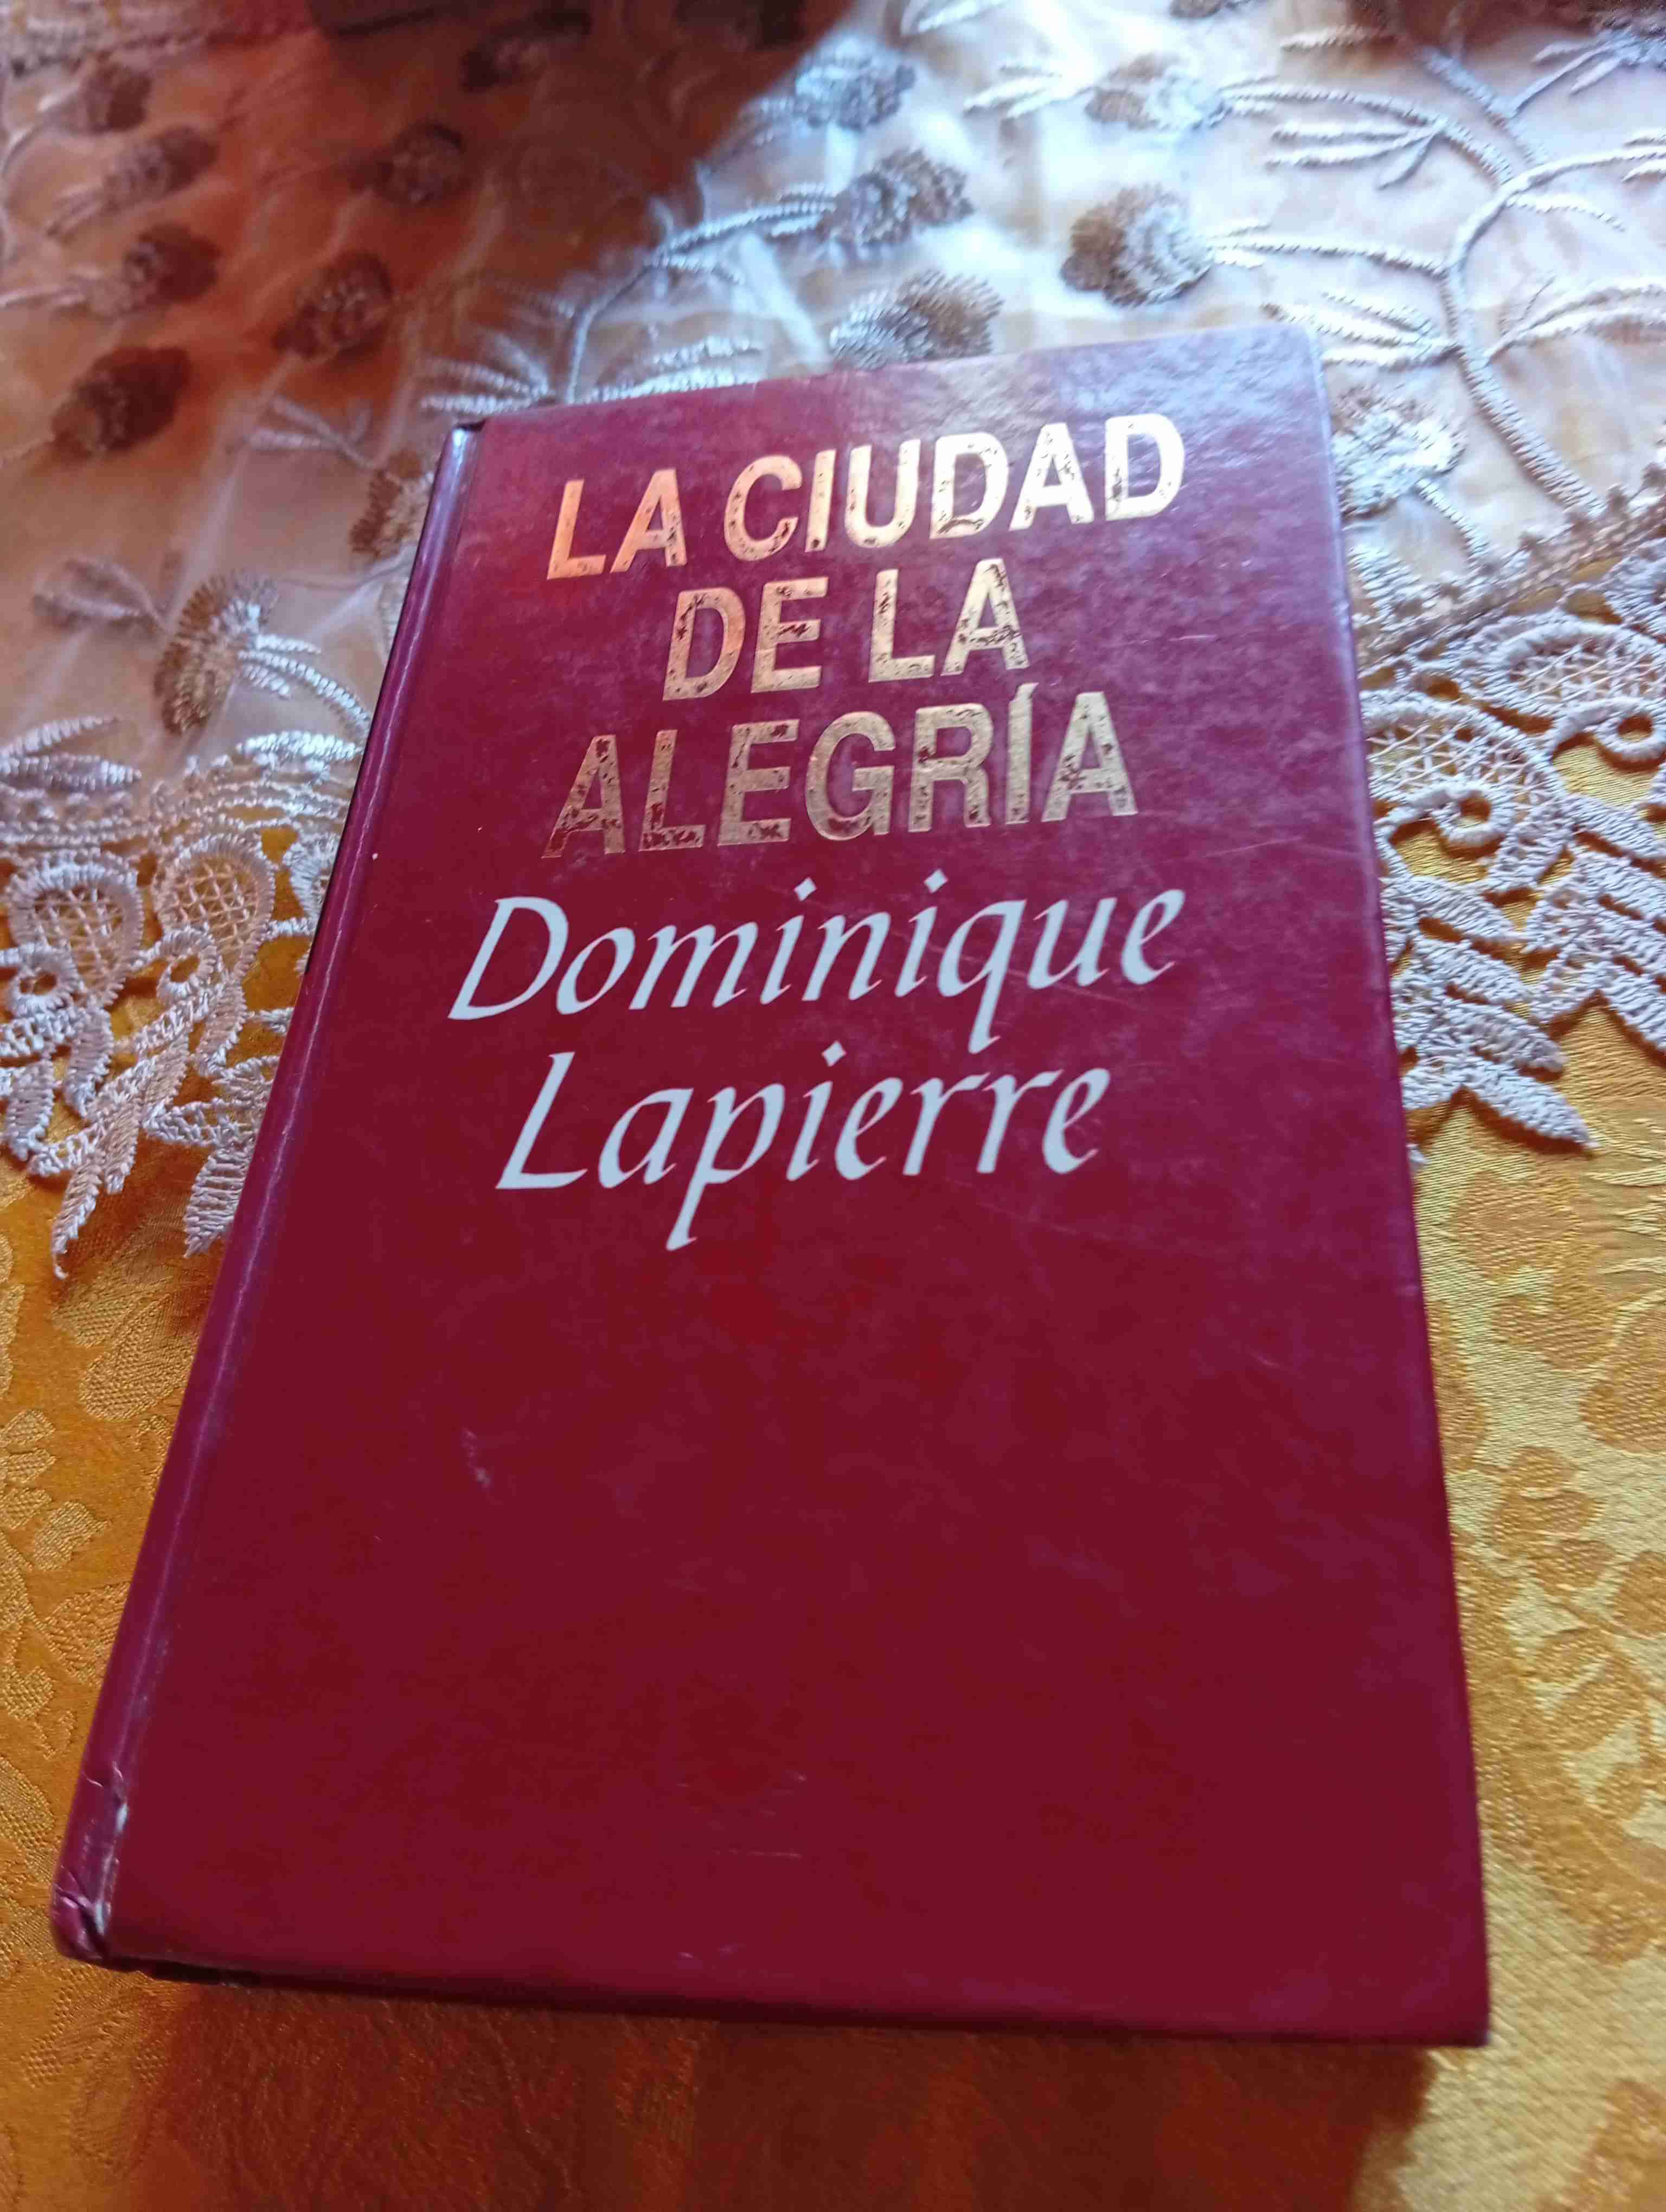 LA CIUDAD
DE LA
ALEGRÍA
Dominique
Lapierre